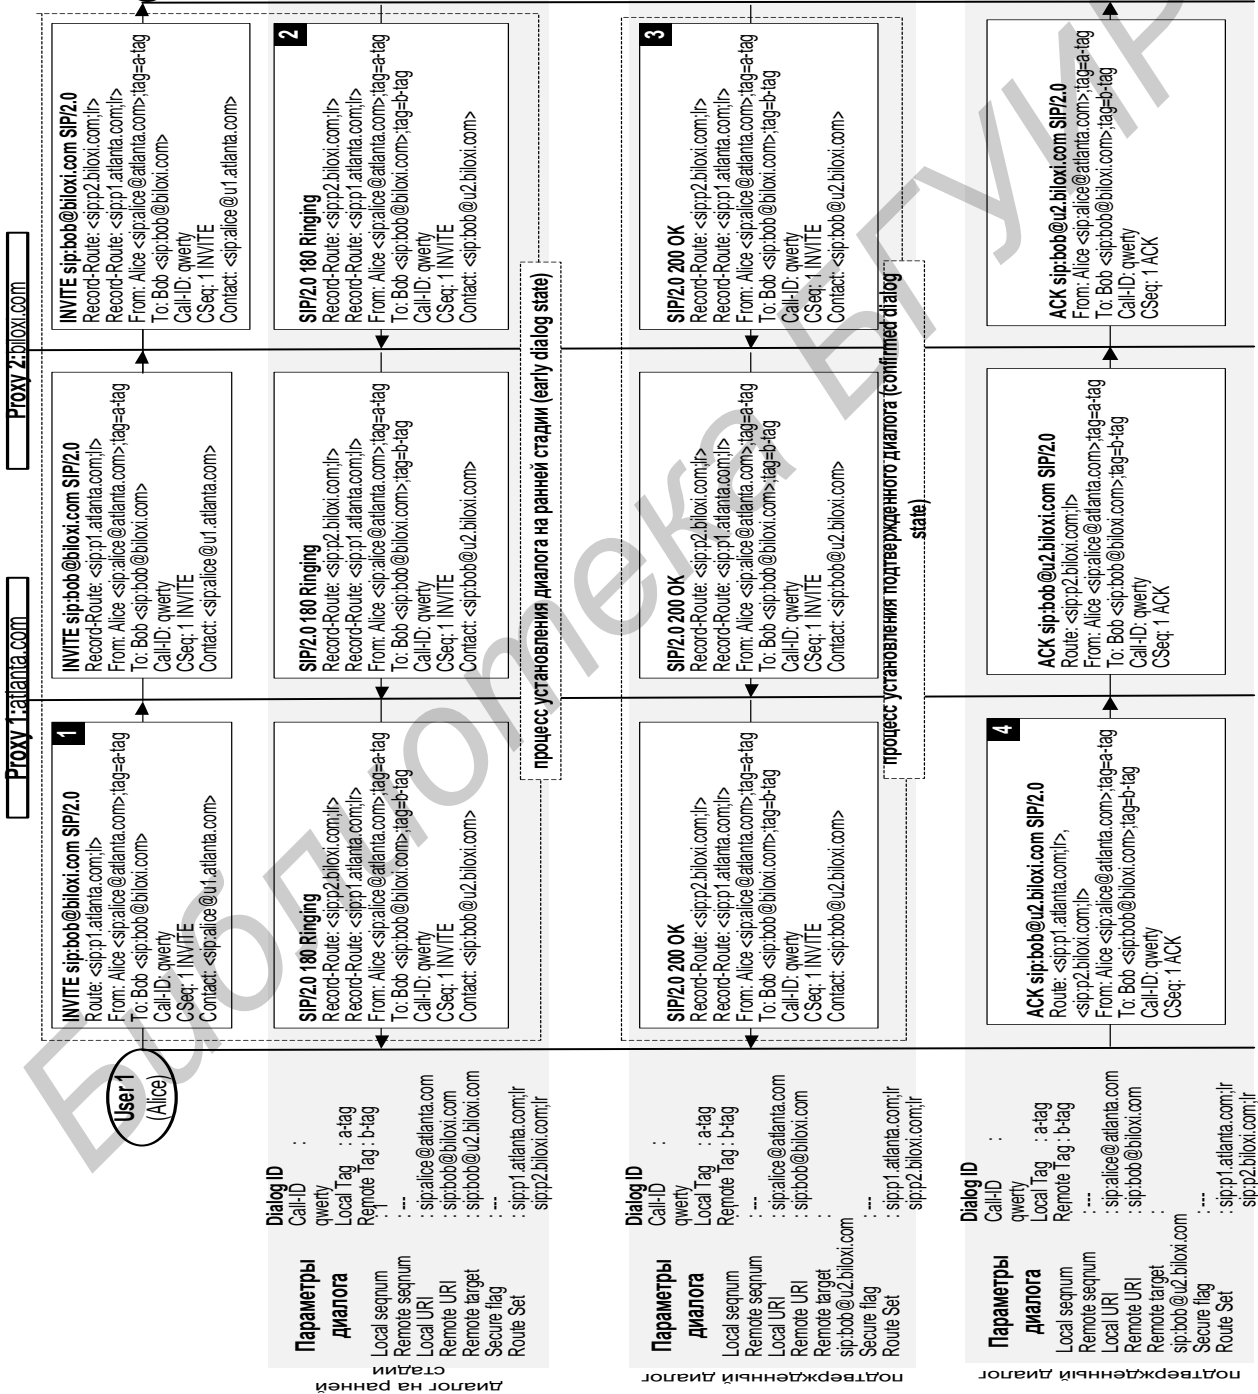 Proxy 1:atlanta.com
Proxy 2:biloxi.com
User 1
(Alice)
1
INVITE sip:bob@biloxi.com SIP/2.0
Route: <sip:p1.atlanta.com;lr>
From: Alice <sip:alice@atlanta.com>;tag=a-tag
To: Bob <sip:bob@biloxi.com>
Call-ID: qwerty
CSeq: 1 INVITE
Contact: <sip:alice@u1.atlanta.com>
INVITE sip:bob@biloxi.com SIP/2.0
Record-Route: <sip:p1.atlanta.com;lr>
From: Alice <sip:alice@atlanta.com>;tag=a-tag
To: Bob <sip:bob@biloxi.com>
Call-ID: qwerty
CSeq: 1 INVITE
Contact: <sip:alice@u1.atlanta.com>
INVITE sip:bob@biloxi.com SIP/2.0
Record-Route: <sip:p2.biloxi.com;lr>
Record-Route: <sip:p1.atlanta.com;lr>
From: Alice <sip:alice@atlanta.com>;tag=a-tag
To: Bob <sip:bob@biloxi.com>
Call-ID: qwerty
CSeq: 1 INVITE
Contact: <sip:alice@u1.atlanta.com>
диалог на ранней
стадии
Параметры
диалога
Dialog ID
Call-ID :
qwerty
Local Tag : a-tag
Remote Tag : b-tag
Local seqnum : 1
Remote seqnum : ---
Local URI : sip:alice@atlanta.com
Remote URI : sip:bob@biloxi.com
Remote target : sip:bob@u2.biloxi.com
Secure flag : ---
Route Set : sip:p1.atlanta.com;lr
sip:p2.biloxi.com;lr
SIP/2.0 180 Ringing
Record-Route: <sip:p2.biloxi.com;lr>
Record-Route: <sip:p1.atlanta.com;lr>
From: Alice <sip:alice@atlanta.com>;tag=a-tag
To: Bob <sip:bob@biloxi.com>;tag=b-tag
Call-ID: qwerty
CSeq: 1 INVITE
Contact: <sip:bob@u2.biloxi.com>
SIP/2.0 180 Ringing
Record-Route: <sip:p2.biloxi.com;lr>
Record-Route: <sip:p1.atlanta.com;lr>
From: Alice <sip:alice@atlanta.com>;tag=a-tag
To: Bob <sip:bob@biloxi.com>;tag=b-tag
Call-ID: qwerty
CSeq: 1 INVITE
Contact: <sip:bob@u2.biloxi.com>
2
SIP/2.0 180 Ringing
Record-Route: <sip:p2.biloxi.com;lr>
Record-Route: <sip:p1.atlanta.com;lr>
From: Alice <sip:alice@atlanta.com>;tag=a-tag
To: Bob <sip:bob@biloxi.com>;tag=b-tag
Call-ID: qwerty
CSeq: 1 INVITE
Contact: <sip:bob@u2.biloxi.com>
процесс установления диалога на ранней стадии (early dialog state)
подтвержденный диалог
Параметры
диалога
Dialog ID
Call-ID :
qwerty
Local Tag : a-tag
Remote Tag : b-tag
Local seqnum :
Remote seqnum : ---
Local URI : sip:alice@atlanta.com
Remote URI : sip:bob@biloxi.com
Remote target :
sip:bob@u2.biloxi.com
Secure flag : ---
Route Set : sip:p1.atlanta.com;lr
sip:p2.biloxi.com;lr
SIP/2.0 200 OK
Record-Route: <sip:p2.biloxi.com;lr>
Record-Route: <sip:p1.atlanta.com;lr>
From: Alice <sip:alice@atlanta.com>;tag=a-tag
To: Bob <sip:bob@biloxi.com>;tag=b-tag
Call-ID: qwerty
CSeq: 1 INVITE
Contact: <sip:bob@u2.biloxi.com>
SIP/2.0 200 OK
Record-Route: <sip:p2.biloxi.com;lr>
Record-Route: <sip:p1.atlanta.com;lr>
From: Alice <sip:alice@atlanta.com>;tag=a-tag
To: Bob <sip:bob@biloxi.com>;tag=b-tag
Call-ID: qwerty
CSeq: 1 INVITE
Contact: <sip:bob@u2.biloxi.com>
3
SIP/2.0 200 OK
Record-Route: <sip:p2.biloxi.com;lr>
Record-Route: <sip:p1.atlanta.com;lr>
From: Alice <sip:alice@atlanta.com>;tag=a-tag
To: Bob <sip:bob@biloxi.com>;tag=b-tag
Call-ID: qwerty
CSeq: 1 INVITE
Contact: <sip:bob@u2.biloxi.com>
процесс установления подтвержденного диалога (confirmed dialog
state)
подтвержденный диалог
Параметры
диалога
Dialog ID
Call-ID :
qwerty
Local Tag : a-tag
Remote Tag : b-tag
Local seqnum
Remote seqnum : ---
Local URI : sip:alice@atlanta.com
Remote URI : sip:bob@biloxi.com
Remote target :
sip:bob@u2.biloxi.com
Secure flag : ---
Route Set : sip:p1.atlanta.com;lr
sip:p2.biloxi.com;lr
4
ACK sip:bob@u2.biloxi.com SIP/2.0
Route: <sip:p1.atlanta.com;lr>,
<sip:p2.biloxi.com;lr>
From: Alice <sip:alice@atlanta.com>;tag=a-tag
To: Bob <sip:bob@biloxi.com>;tag=b-tag
Call-ID: qwerty
CSeq: 1 ACK
ACK sip:bob@u2.biloxi.com SIP/2.0
Route: <sip:p2.biloxi.com;lr>
From: Alice <sip:alice@atlanta.com>;tag=a-tag
To: Bob <sip:bob@biloxi.com>;tag=b-tag
Call-ID: qwerty
CSeq: 1 ACK
ACK sip:bob@u2.biloxi.com SIP/2.0
From: Alice <sip:alice@atlanta.com>;tag=a-tag
To: Bob <sip:bob@biloxi.com>;tag=b-tag
Call-ID: qwerty
CSeq: 1 ACK
Библиотека БГУИР